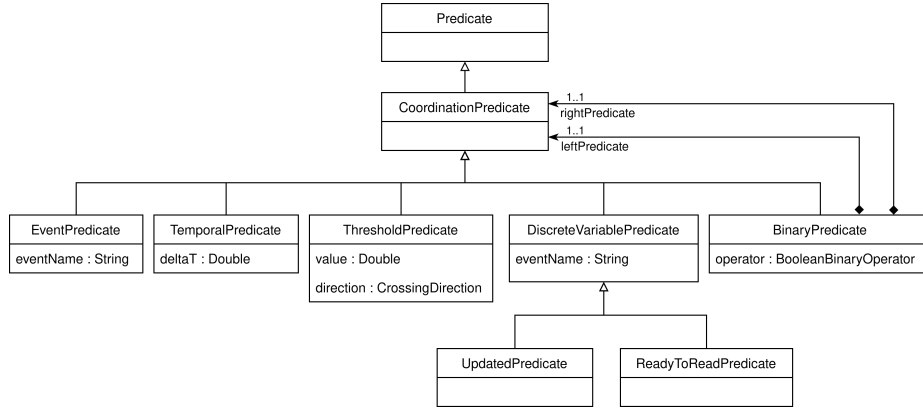 Predicate
CoordinationPredicate
1..1
rightPredicate
1..1
leftPredicate
EventPredicate
eventName : String
TemporalPredicate
deltaT : Double
ThresholdPredicate
value : Double
direction : CrossingDirection
DiscreteVariablePredicate
eventName : String
BinaryPredicate
operator : BooleanBinaryOperator
UpdatedPredicate
ReadyToReadPredicate